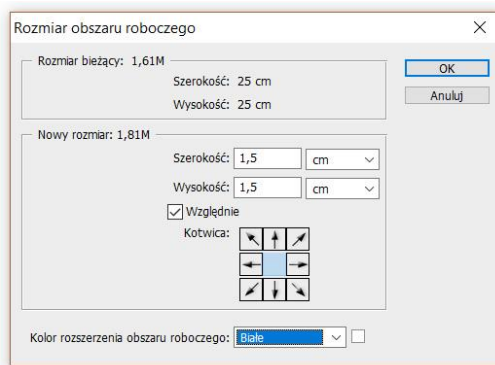 Rozmiar obszaru roboczego
Rozmiar bieżący: 1,61M
Szerokość: 25 cm
Wysokość: 25 cm
Nowy rozmiar: 1,81M
Szerokość: 1,5 cm
Wysokość: 1,5 cm
Względnie
Kotwica:
Kolor rozszerzenia obszaru roboczego: Białe
OK
Anuluj